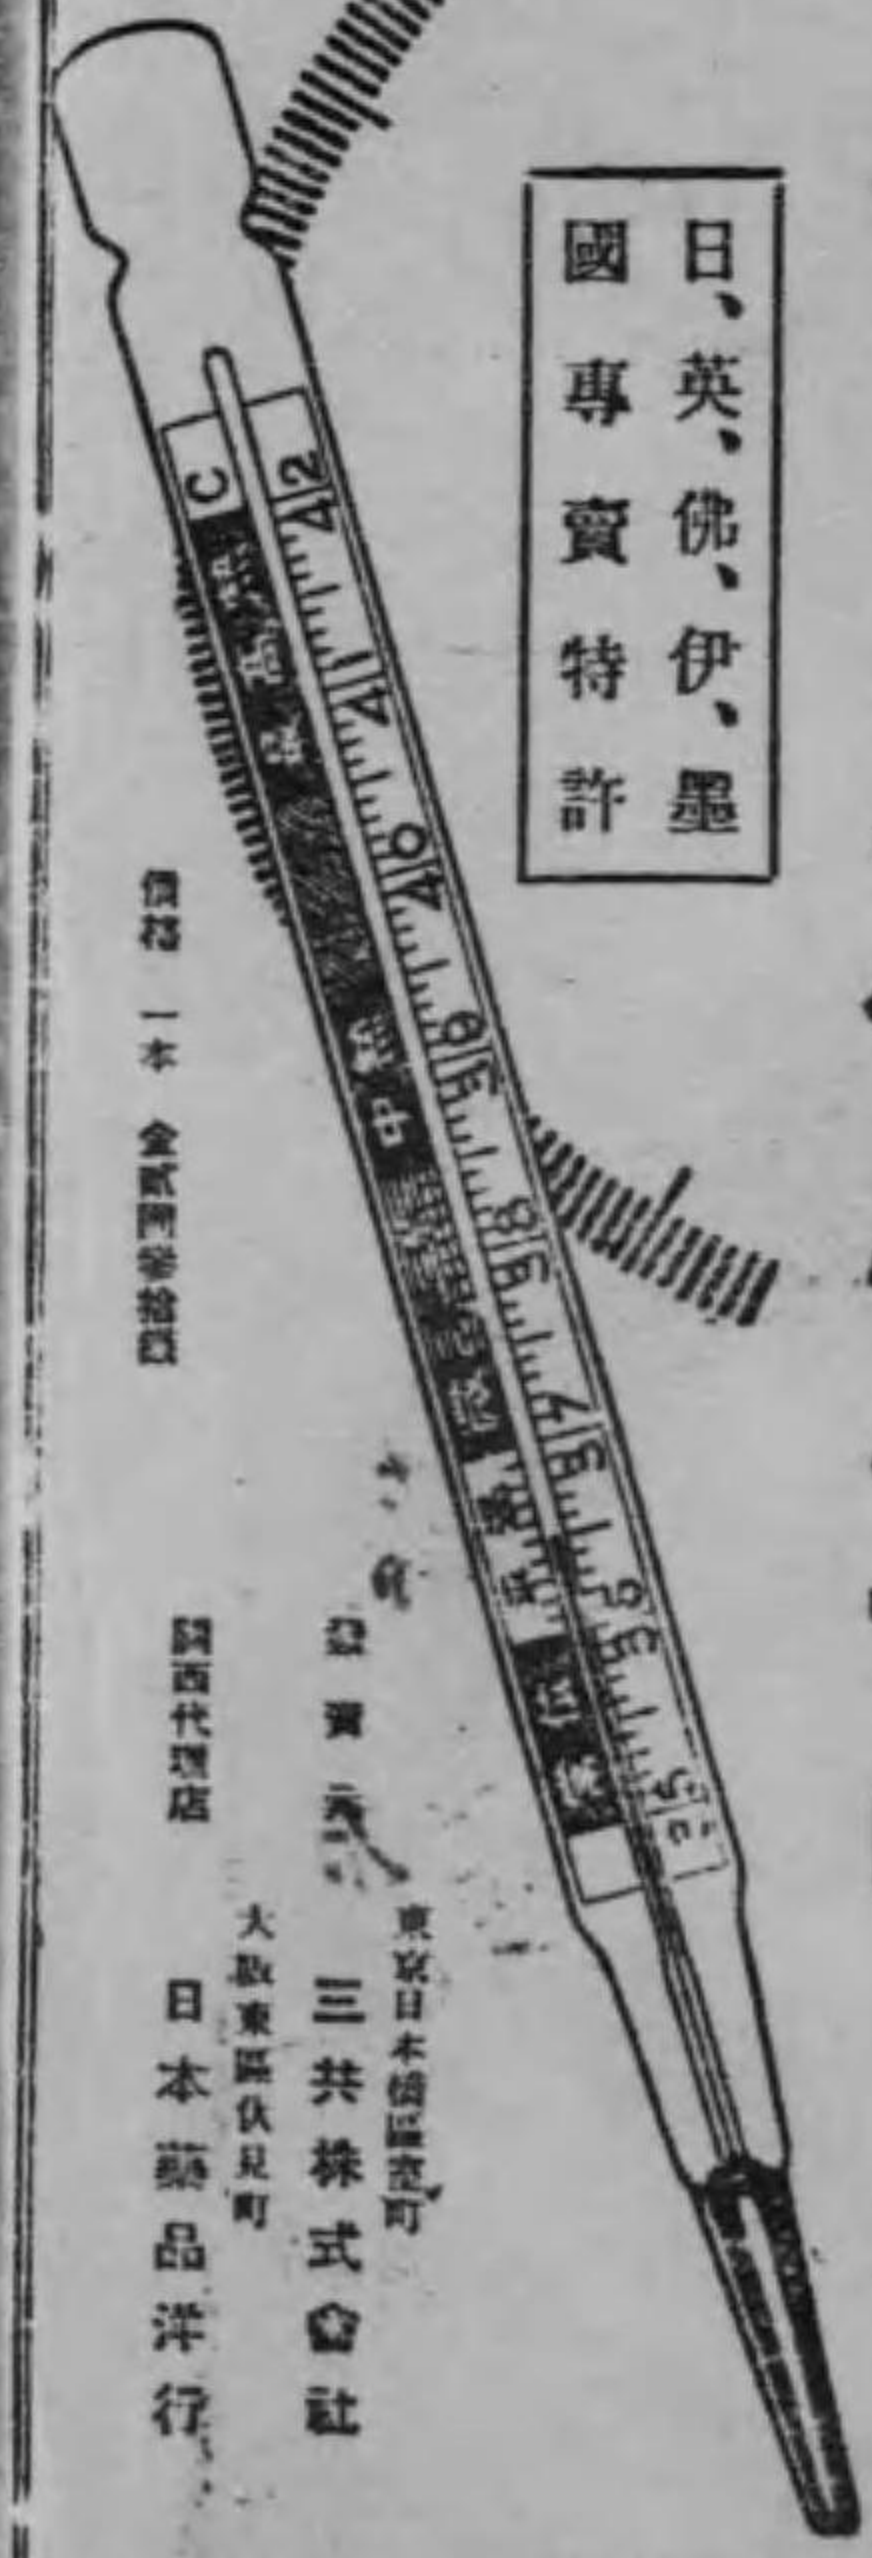 日、英、佛、伊、墨
國專賣特許
C
42
41
40
39
38
37
36
35
中熱
價格 一本 金貳圓參拾錢
發賣元
東京日本橋區室町
三共株式會社
關西代理店
大阪東區伏見町
日本藥品洋行